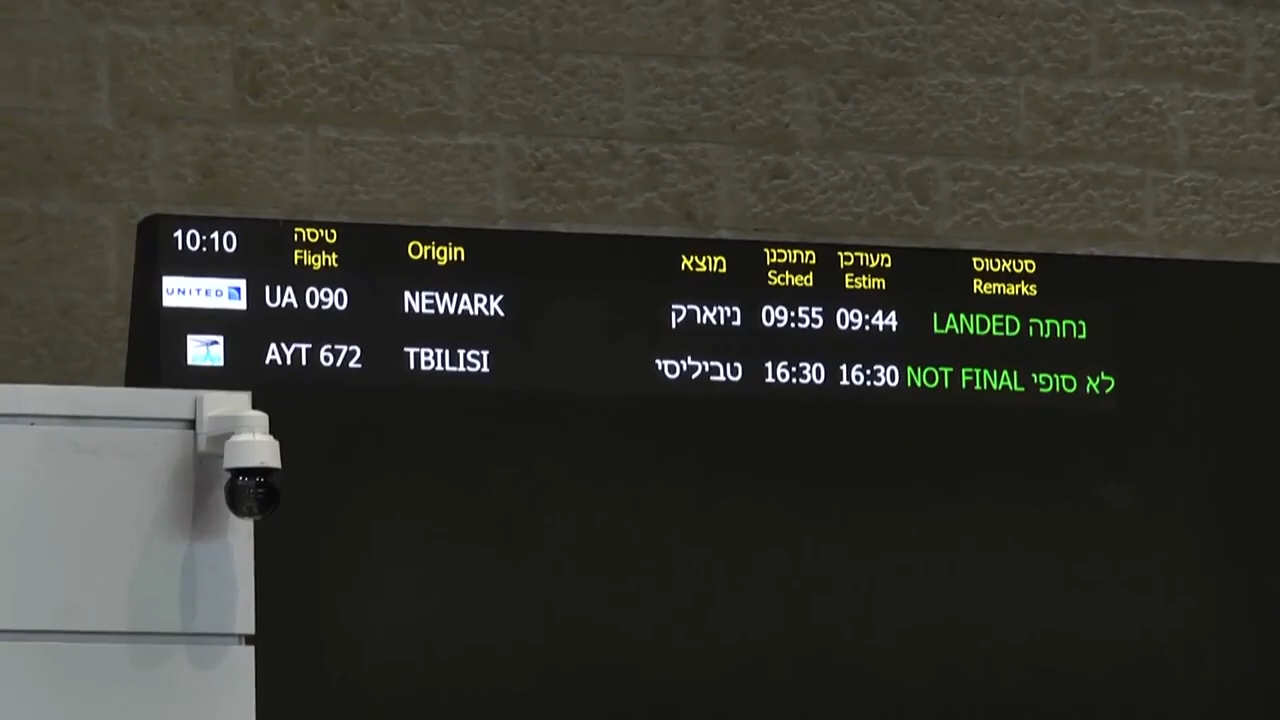 10:10 טיסה Origin מוצא מתוכנן מעודכן סטאטוס
Flight Sched Estim Remarks
UNITED UA 090 NEWARK ניוארק 09:55 09:44 LANDED נחתה
AYT 672 TBILISI טביליסי 16:30 16:30 NOT FINAL לא סופי